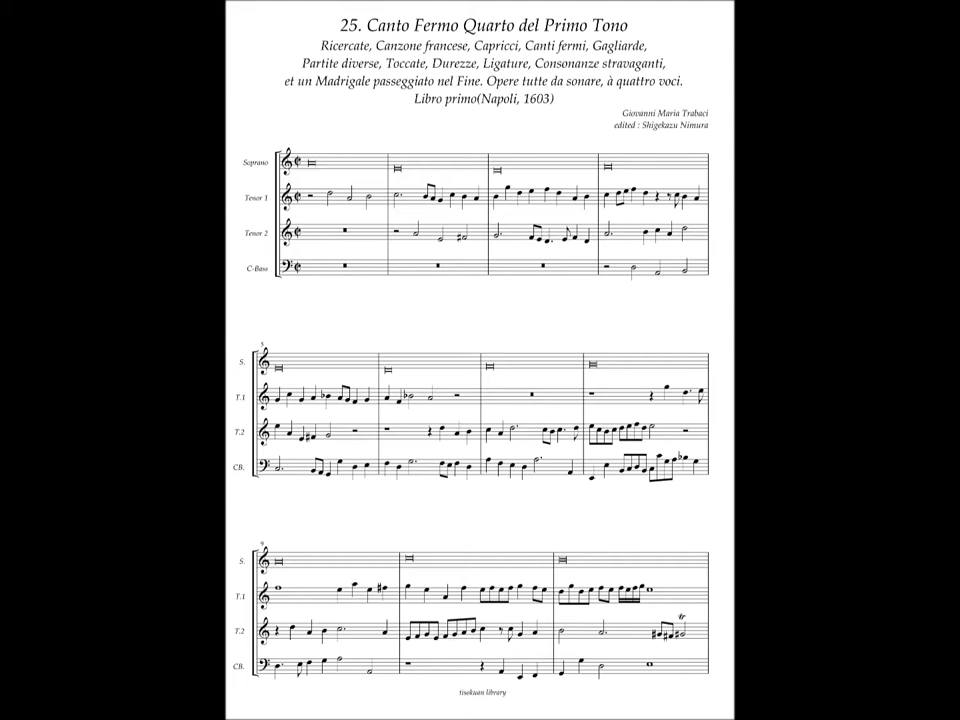 25. Canto Fermo Quarto del Primo Tono
Ricercate, Canzone francese, Capricci, Canti fermi, Gagliarde,
Partite diverse, Toccate, Durezze, Ligature, Consonanze stravaganti,
et un Madrigale passeggiato nel Fine. Opere tutte da sonare, à quattro voci.
Libro primo(Napoli, 1603)
Giovanni Maria Trabaci
edited : Shigekazu Nimura
Soprano
Tenor 1
Tenor 2
C-Bass
5
S.
T.1
T.2
CB.
9
S.
T.1
tr
T.2
CB.
tisokuan library